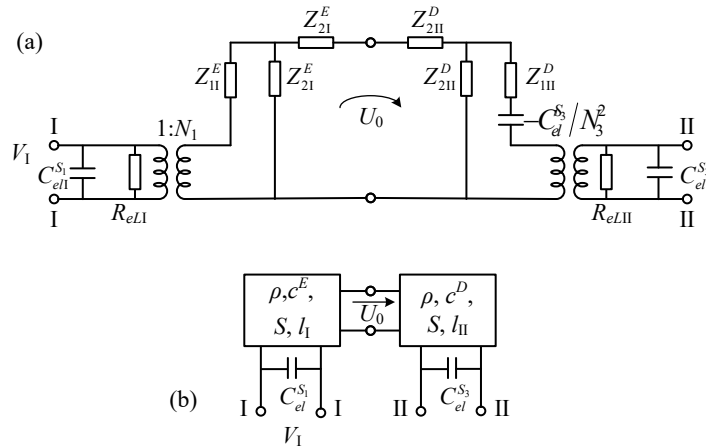 (a)
Z_{2I}^{E} Z_{2II}^{D}
Z_{1I}^{E} Z_{2I}^{E} Z_{2II}^{D} Z_{1II}^{D}
U_0
-C_{el}^{S_3}/N_3^2
I 1:N_1 II
V_I C_{elI}^{S_1} C_{el}^{S
I R_{eLI} R_{eLII} II
ρ,c^E, ρ, c^D,
S, l_I U_0 S, l_{II}
(b) C_{el}^{S_1} C_{el}^{S_3}
I I II II
V_I